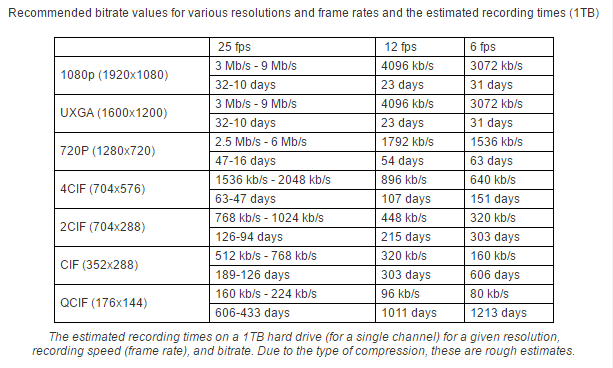 Recommended bitrate values for various resolutions and frame rates and the estimated recording times (1TB)
25 fps 12 fps 6 fps
1080p (1920x1080) 3 Mb/s - 9 Mb/s 4096 kb/s 3072 kb/s
32-10 days 23 days 31 days
UXGA (1600x1200) 3 Mb/s - 9 Mb/s 4096 kb/s 3072 kb/s
32-10 days 23 days 31 days
720P (1280x720) 2.5 Mb/s - 6 Mb/s 1792 kb/s 1536 kb/s
47-16 days 54 days 63 days
4CIF (704x576) 1536 kb/s - 2048 kb/s 896 kb/s 640 kb/s
63-47 days 107 days 151 days
2CIF (704x288) 768 kb/s - 1024 kb/s 448 kb/s 320 kb/s
126-94 days 215 days 303 days
CIF (352x288) 512 kb/s - 768 kb/s 320 kb/s 160 kb/s
189-126 days 303 days 606 days
QCIF (176x144) 160 kb/s - 224 kb/s 96 kb/s 80 kb/s
606-433 days 1011 days 1213 days
The estimated recording times on a 1TB hard drive (for a single channel) for a given resolution,
recording speed (frame rate), and bitrate. Due to the type of compression, these are rough estimates.